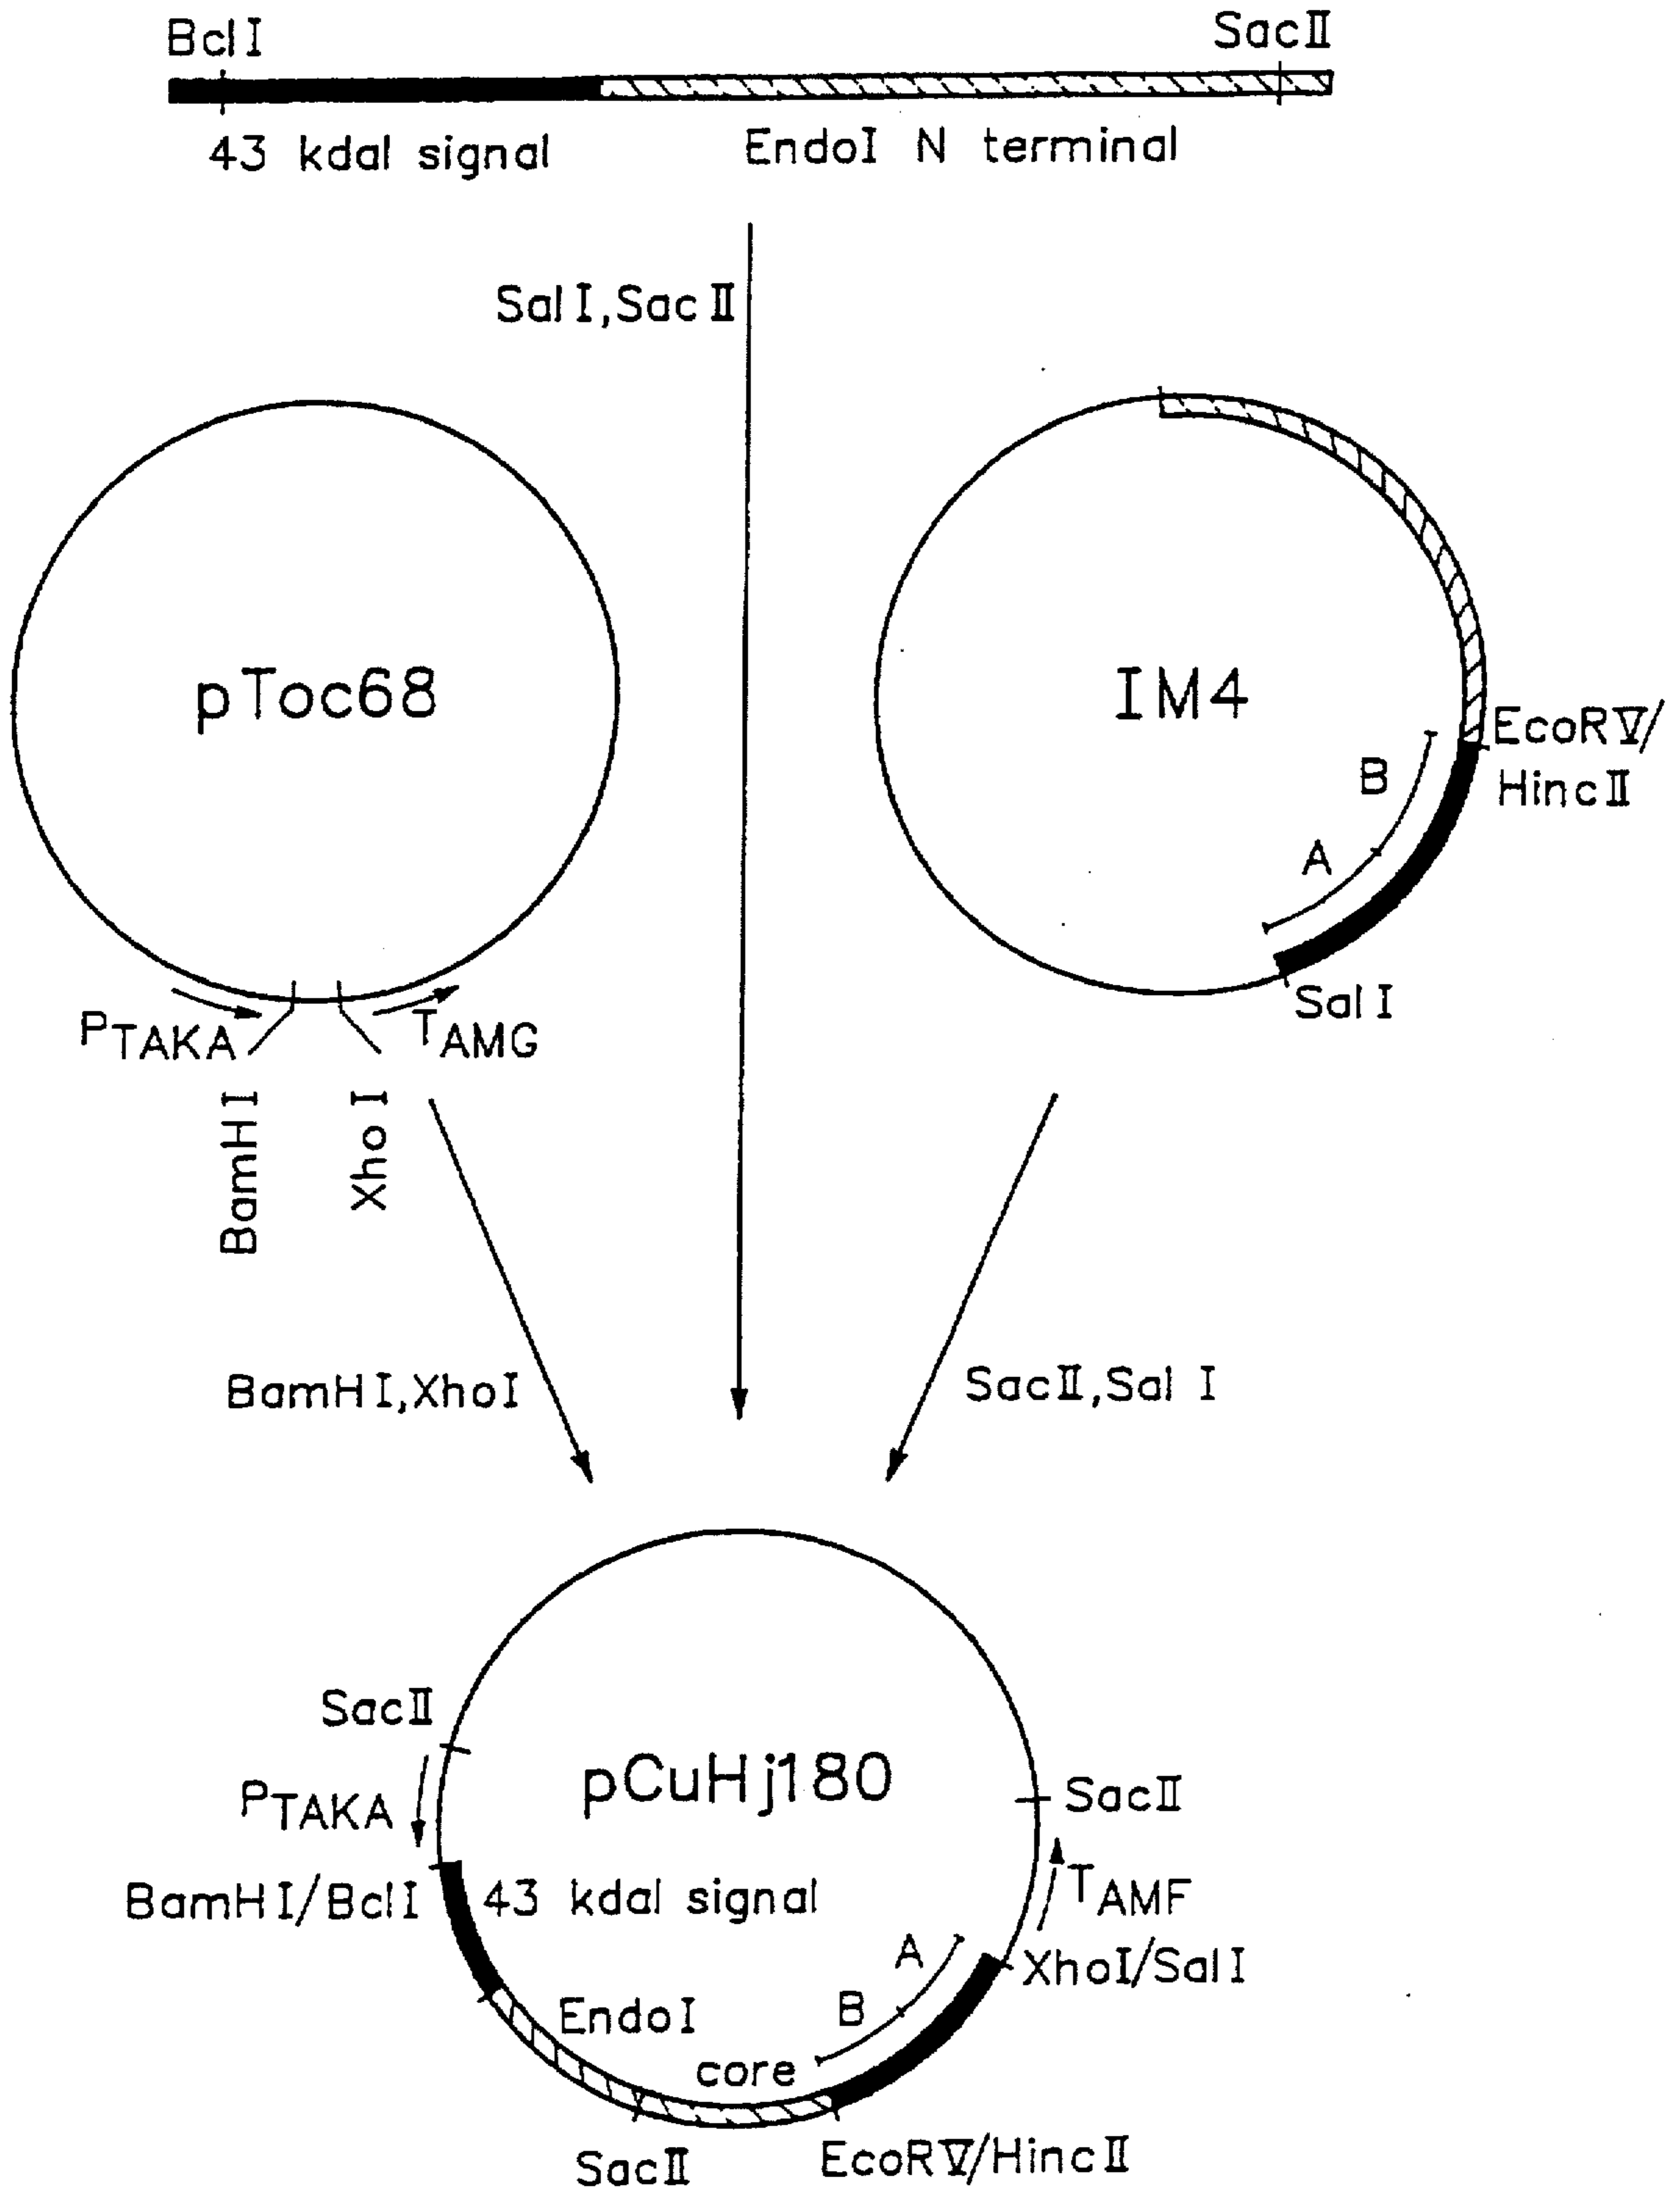 BclI
SacII
43 kdal signal
EndoI N terminal
SalI,SacII
pToc68
IM4
EcoRV/
HincII
B
A
SalI
PTAKA
TAMG
BamHI
XhoI
BamHI,XhoI
SacII,SalI
SacII
pCuHj180
SacII
PTAKA
TAMF
BamHI/BclI
43 kdal signal
A
XhoI/SalI
B
EndoI
core
SacII
EcoRV/HincII